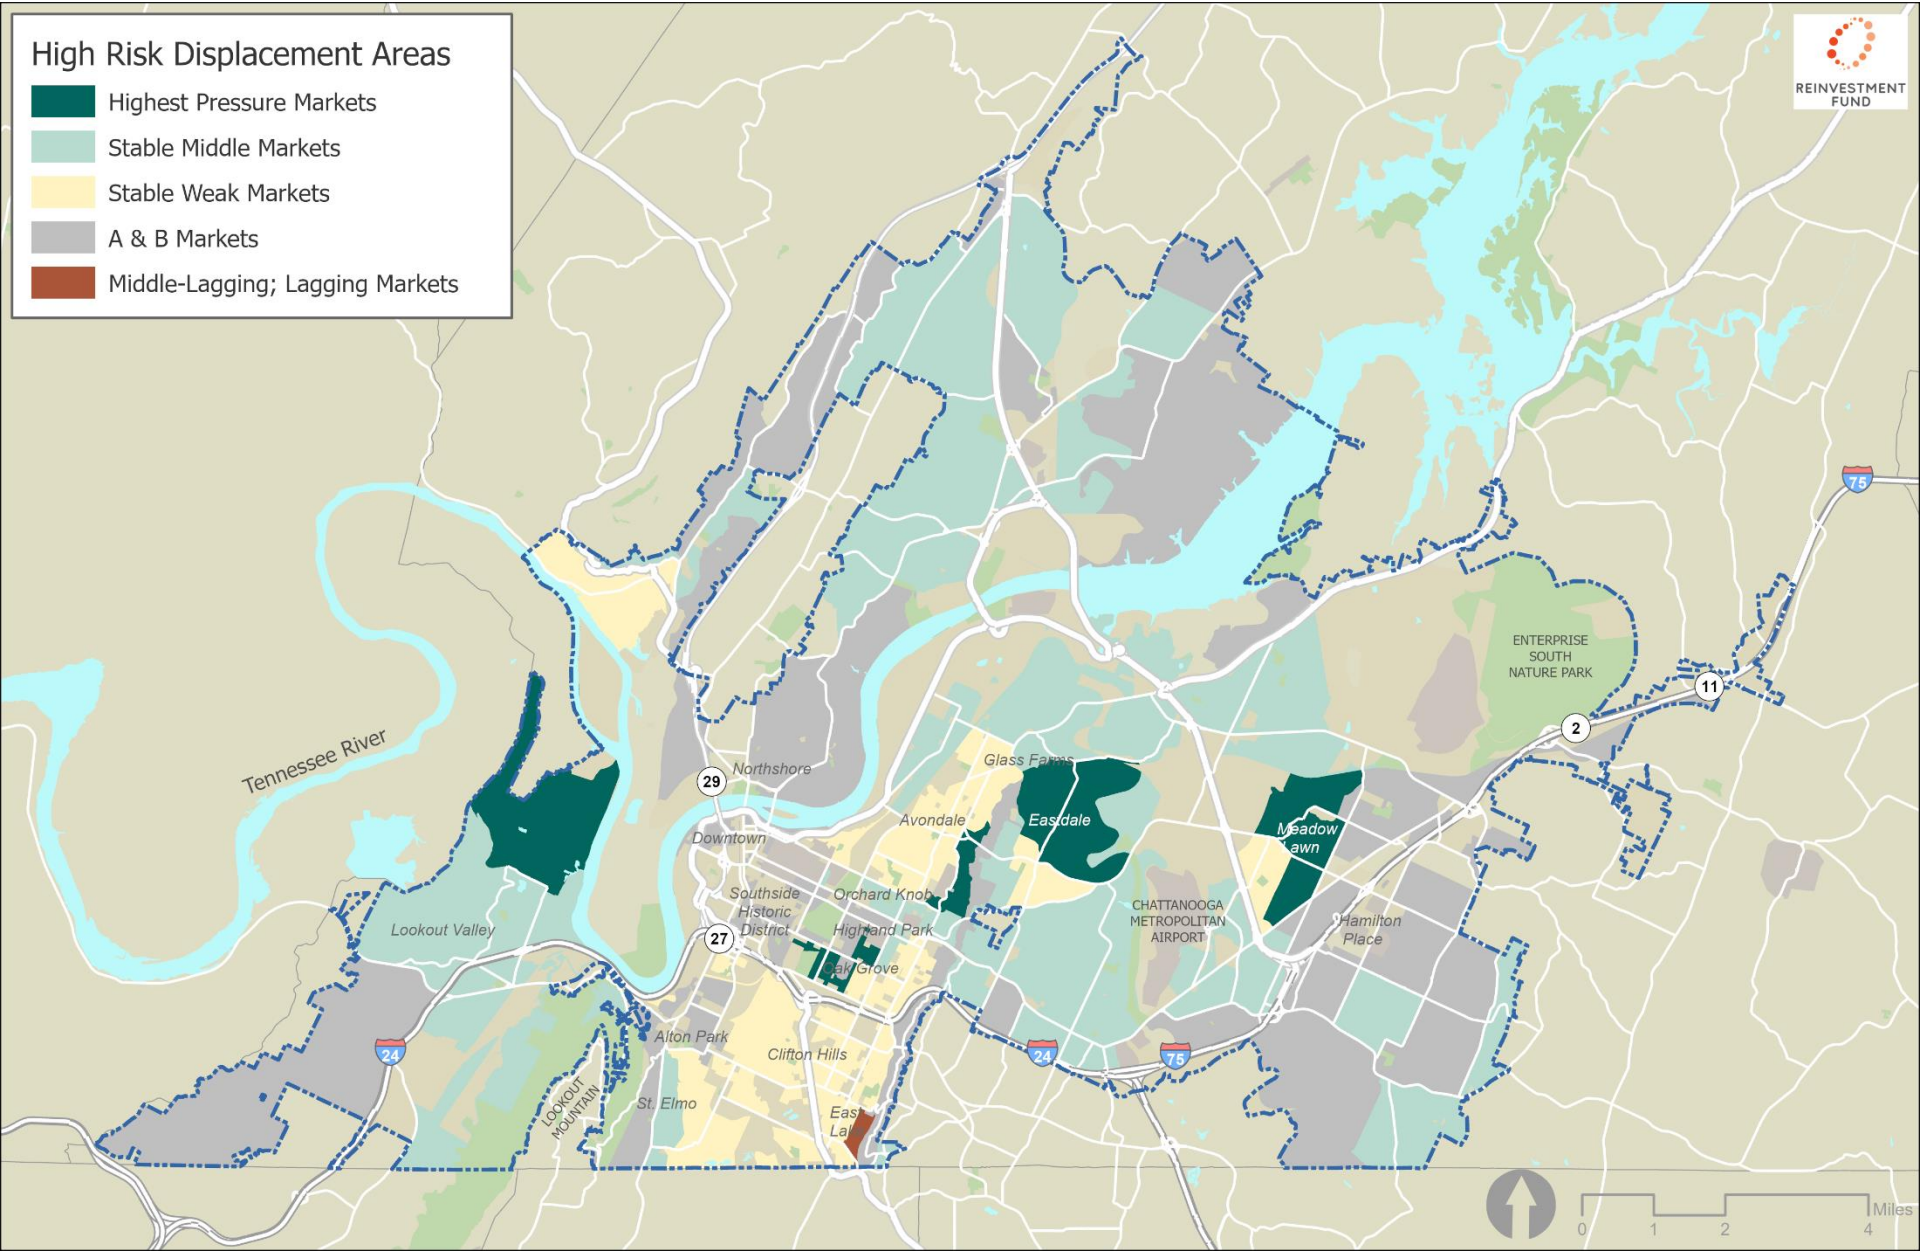 High Risk Displacement Areas
Highest Pressure Markets
Stable Middle Markets
Stable Weak Markets
A & B Markets
Middle-Lagging; Lagging Markets
REINVESTMENT
FUND
75
ENTERPRISE
SOUTH
NATURE PARK
11
2
Tennessee River
29
Northshore
Glass Farms
Downtown
Avondale
Eastdale
Meadow
Lawn
Southside
Historic
District
Orchard Knob
Highland Park
CHATTANOOGA
METROPOLITAN
AIRPORT
Hamilton
Place
Lookout Valley
27
Oak Grove
Alton Park
Clifton Hills
24
24
75
LOOKOUT
MOUNTAIN
St. Elmo
East
Lake
Miles
0
1
2
4